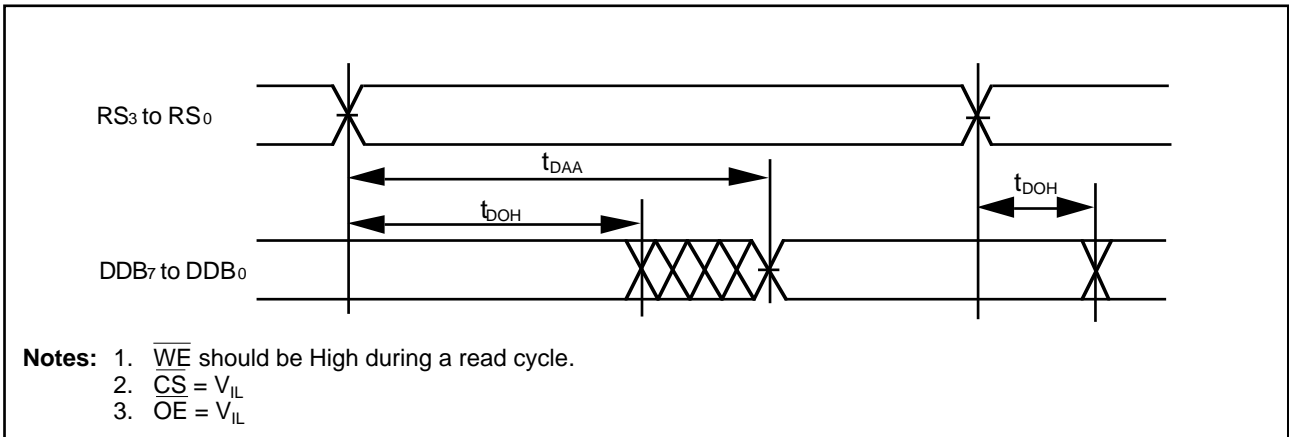 RS3 to RS0
tDAA
tDOH
tDOH
DDB7 to DDB0
Notes: 1. WE should be High during a read cycle.
2. CS = VIL
3. OE = VIL